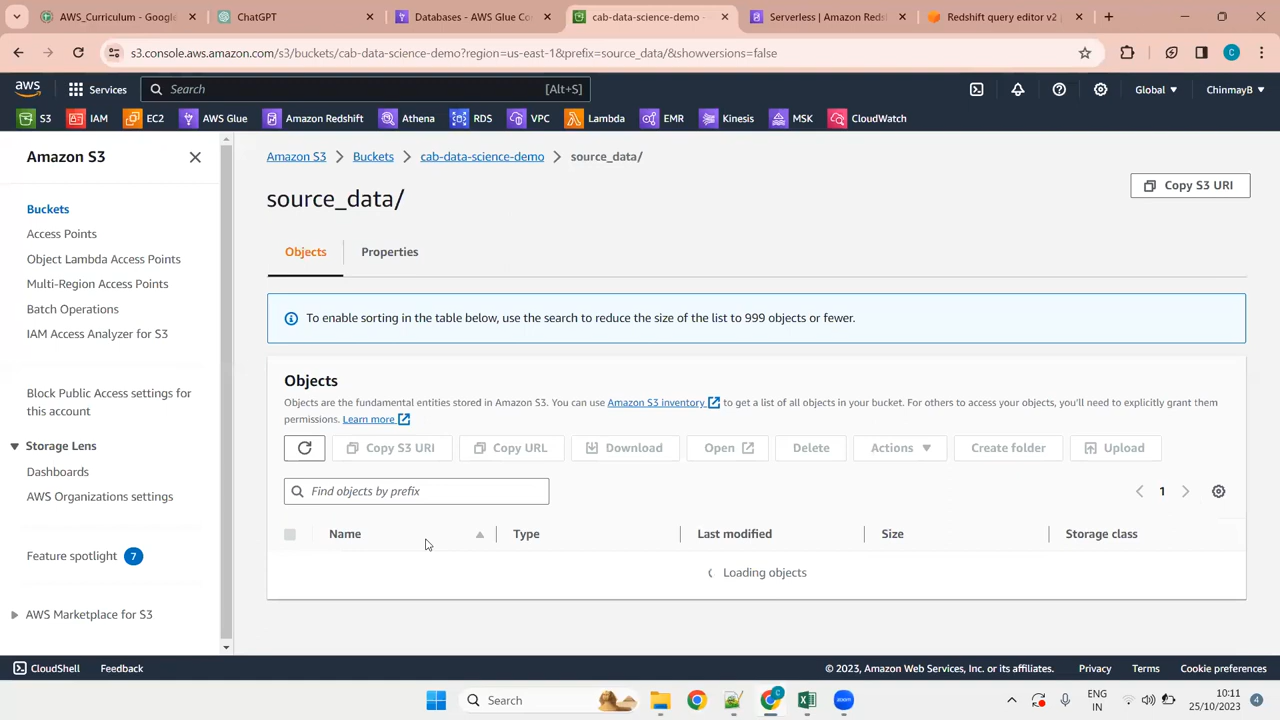 AWS_Curriculum - Google
ChatGPT
Databases - AWS Glue Co
cab-data-science-demo -
Serverless | Amazon Reds
Redshift query editor v2
s3.console.aws.amazon.com/s3/buckets/cab-data-science-demo?region=us-east-1&prefix=source_data/&showversions=false
C
aws
Services
Search
[Alt+S]
Global
ChinmayB
S3
IAM
EC2
AWS Glue
Amazon Redshift
Athena
RDS
VPC
Lambda
EMR
Kinesis
MSK
CloudWatch
Amazon S3
Buckets
Access Points
Object Lambda Access Points
Multi-Region Access Points
Batch Operations
IAM Access Analyzer for S3
Block Public Access settings for
this account
Storage Lens
Dashboards
AWS Organizations settings
Feature spotlight 7
AWS Marketplace for S3
Amazon S3 > Buckets > cab-data-science-demo > source_data/
source_data/
Copy S3 URI
Objects
Properties
To enable sorting in the table below, use the search to reduce the size of the list to 999 objects or fewer.
Objects
Objects are the fundamental entities stored in Amazon S3. You can use Amazon S3 inventory to get a list of all objects in your bucket. For others to access your objects, you'll need to explicitly grant them
permissions. Learn more
Copy S3 URI
Copy URL
Download
Open
Delete
Actions
Create folder
Upload
Find objects by prefix
1
Name
Type
Last modified
Size
Storage class
Loading objects
CloudShell
Feedback
© 2023, Amazon Web Services, Inc. or its affiliates.
Privacy
Terms
Cookie preferences
Search
C
zoom
ENG
IN
10:11
25/10/2023
4